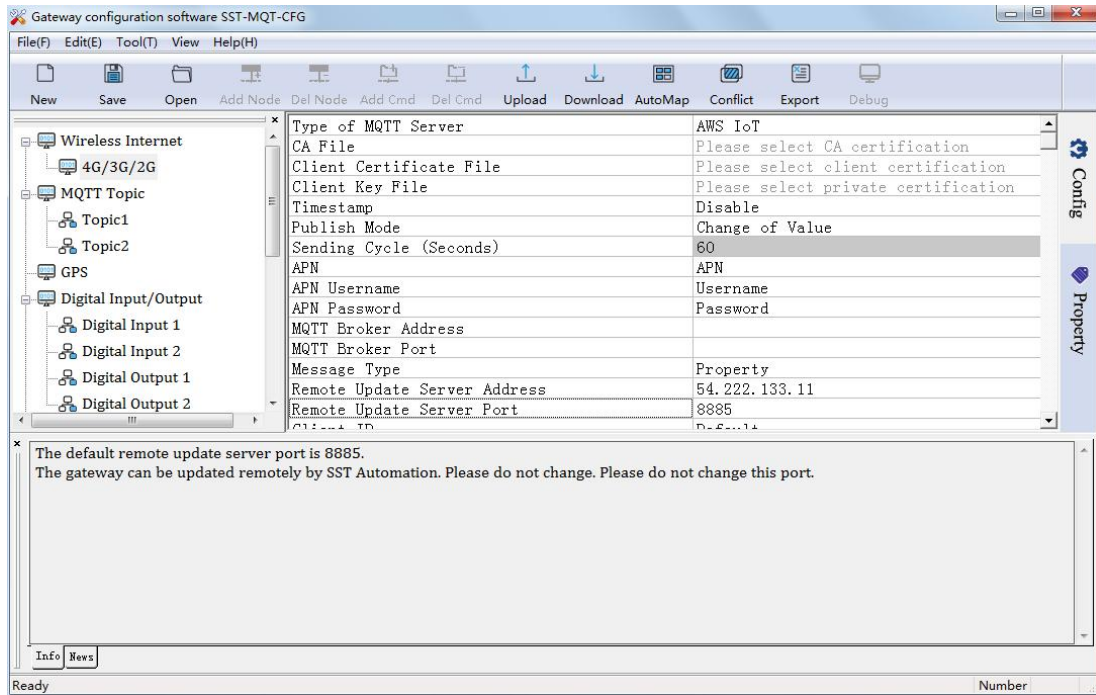 Gateway configuration software SST-MQT-CFG
File(F) Edit(E) Tool(T) View Help(H)
New Save Open Add Node Del Node Add Cmd Del Cmd Upload Download AutoMap Conflict Export Debug
Wireless Internet
4G/3G/2G
MQTT Topic
Topic1
Topic2
GPS
Digital Input/Output
Digital Input 1
Digital Input 2
Digital Output 1
Digital Output 2
Type of MQTT Server AWS IoT
CA File Please select CA certification
Client Certificate File Please select client certification
Client Key File Please select private certification
Timestamp Disable
Publish Mode Change of Value
Sending Cycle (Seconds) 60
APN APN
APN Username Username
APN Password Password
MQTT Broker Address
MQTT Broker Port
Message Type Property
Remote Update Server Address 54.222.133.11
Remote Update Server Port 8885
Client ID Default
Config
Property
The default remote update server port is 8885.
The gateway can be updated remotely by SST Automation. Please do not change. Please do not change this port.
Info News
Ready Number